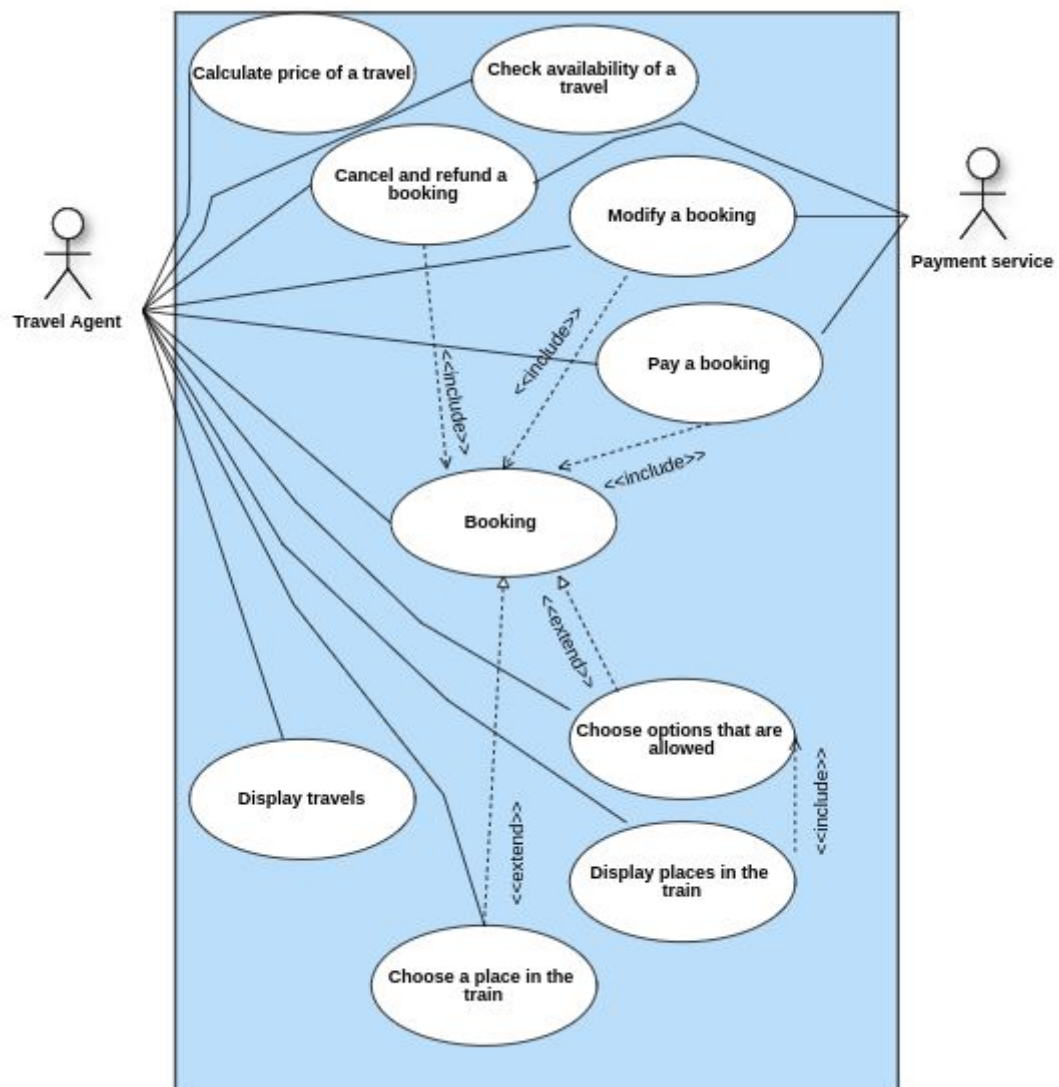 Calculate price of a travel
Check availability of a
travel
Cancel and refund a
booking
Modify a booking
Travel Agent
Payment service
Pay a booking
<<include>>
<<include>>
<<include>>
Booking
<<extend>>
Choose options that are
allowed
Display travels
<<include>>
<<extend>>
Display places in the
train
Choose a place in the
train